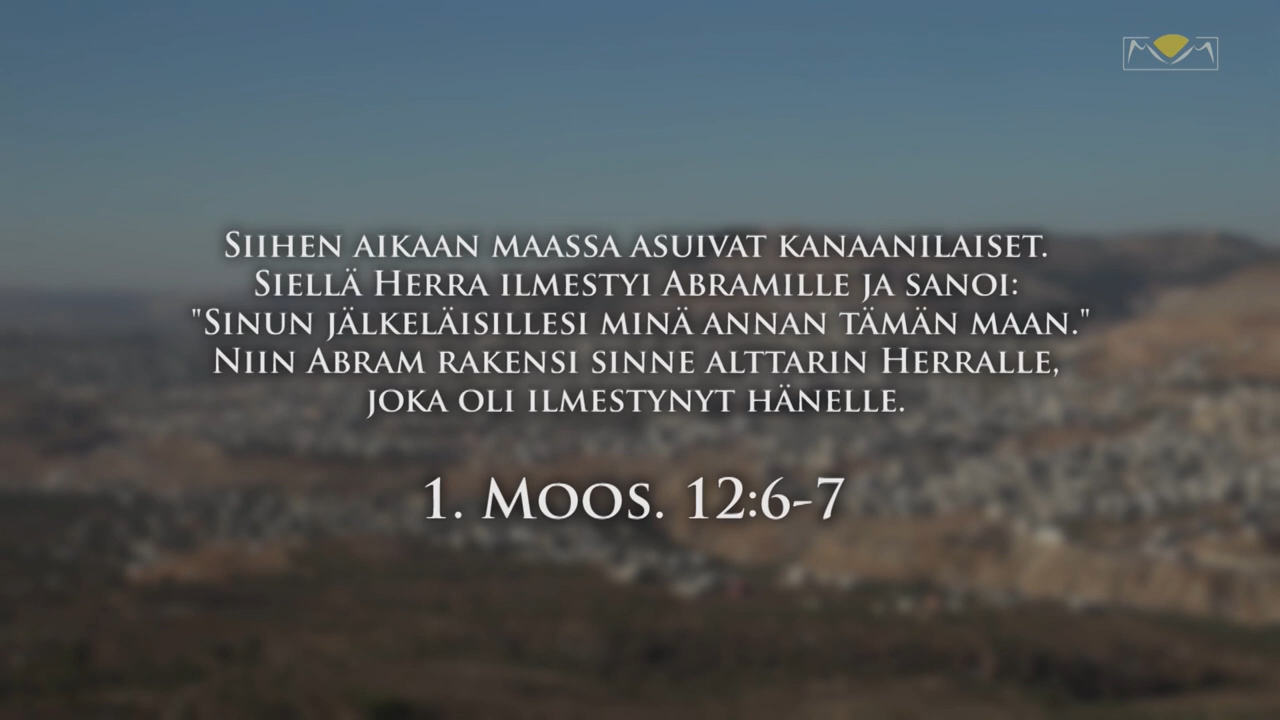 Siihen aikaan maassa asuivat kanaanilaiset.
Siellä Herra ilmestyi Abramille ja sanoi:
"Sinun jälkeläisillesi minä annan tämän maan."
Niin Abram rakensi sinne alttarin Herralle,
joka oli ilmestynyt hänelle.
1. Moos. 12:6-7